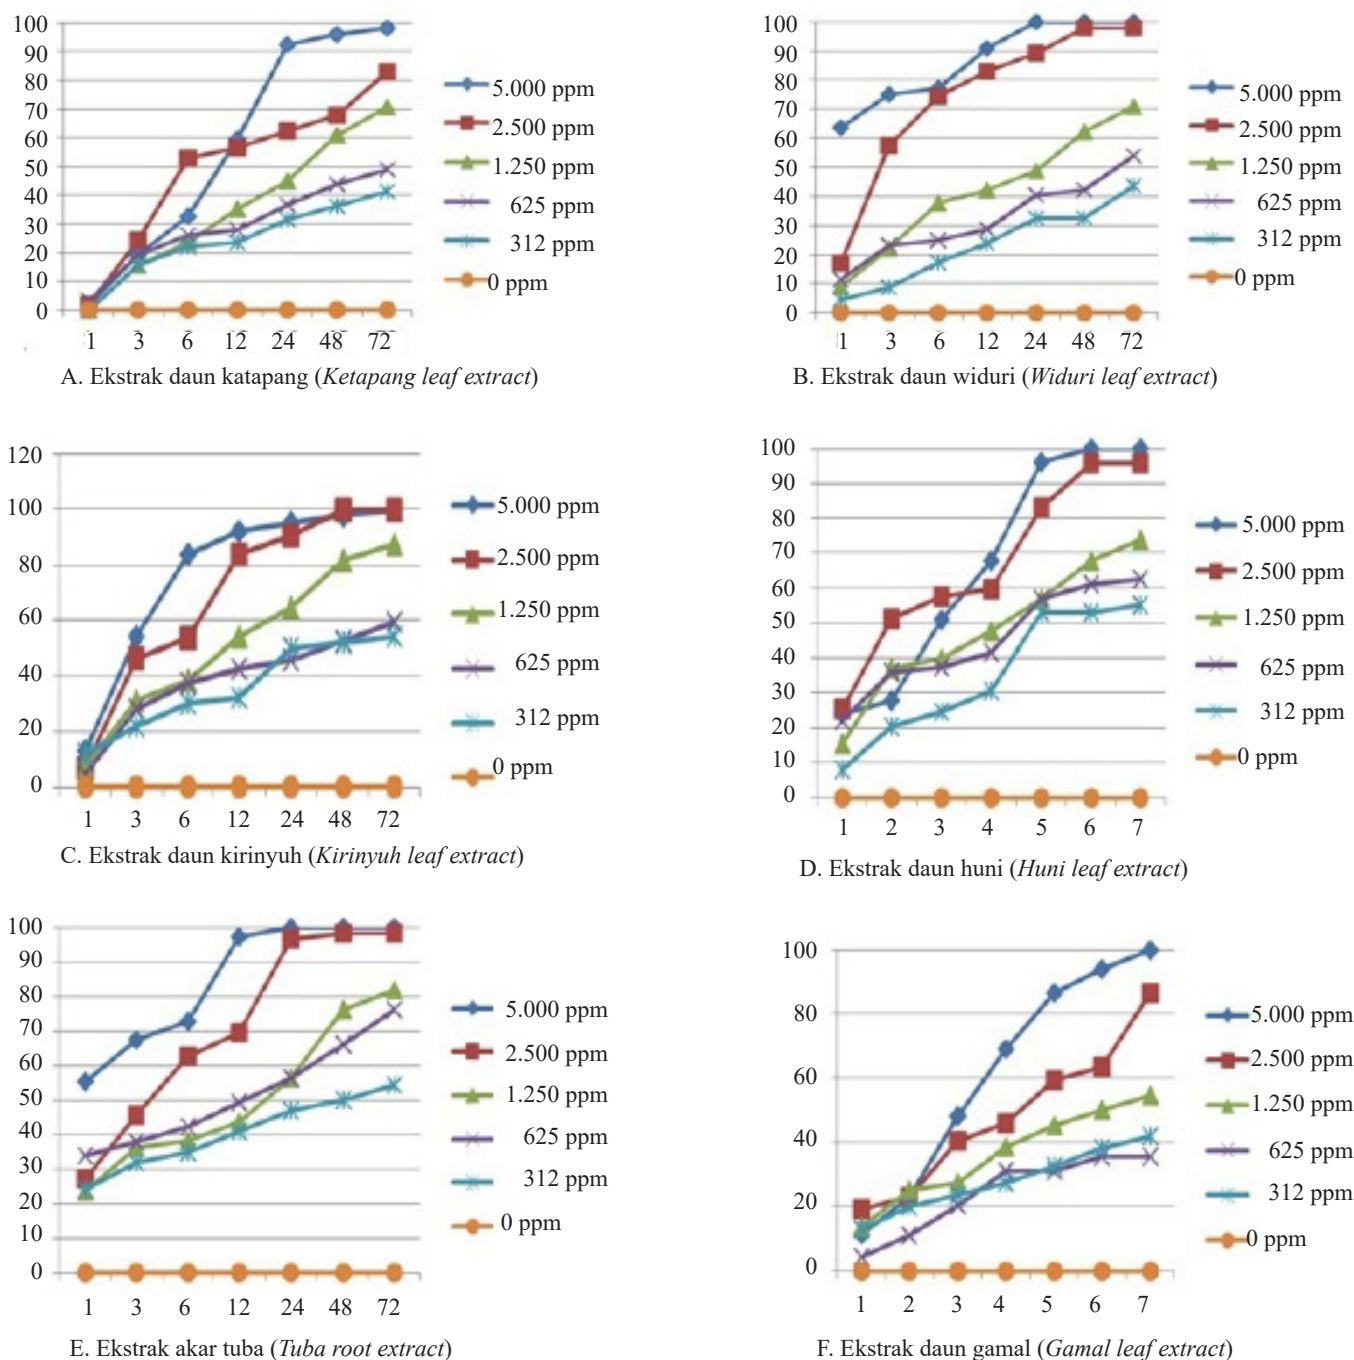 100
90
80
70
60
50
40
30
20
10
0
1 3 6 12 24 48 72
5.000 ppm
2.500 ppm
1.250 ppm
625 ppm
312 ppm
0 ppm
A. Ekstrak daun katapang (Ketapang leaf extract)
100
90
80
70
60
50
40
30
20
10
0
1 3 6 12 24 48 72
5.000 ppm
2.500 ppm
1.250 ppm
625 ppm
312 ppm
0 ppm
B. Ekstrak daun widuri (Widuri leaf extract)
120
100
80
60
40
20
0
1 3 6 12 24 48 72
5.000 ppm
2.500 ppm
1.250 ppm
625 ppm
312 ppm
0 ppm
C. Ekstrak daun kirinyuh (Kirinyuh leaf extract)
100
90
80
70
60
50
40
30
20
10
0
1 2 3 4 5 6 7
5.000 ppm
2.500 ppm
1.250 ppm
625 ppm
312 ppm
0 ppm
D. Ekstrak daun huni (Huni leaf extract)
100
90
80
70
60
50
40
30
20
10
0
1 3 6 12 24 48 72
5.000 ppm
2.500 ppm
1.250 ppm
625 ppm
312 ppm
0 ppm
E. Ekstrak akar tuba (Tuba root extract)
100
80
60
40
20
0
1 2 3 4 5 6 7
5.000 ppm
2.500 ppm
1.250 ppm
625 ppm
312 ppm
0 ppm
F. Ekstrak daun gamal (Gamal leaf extract)